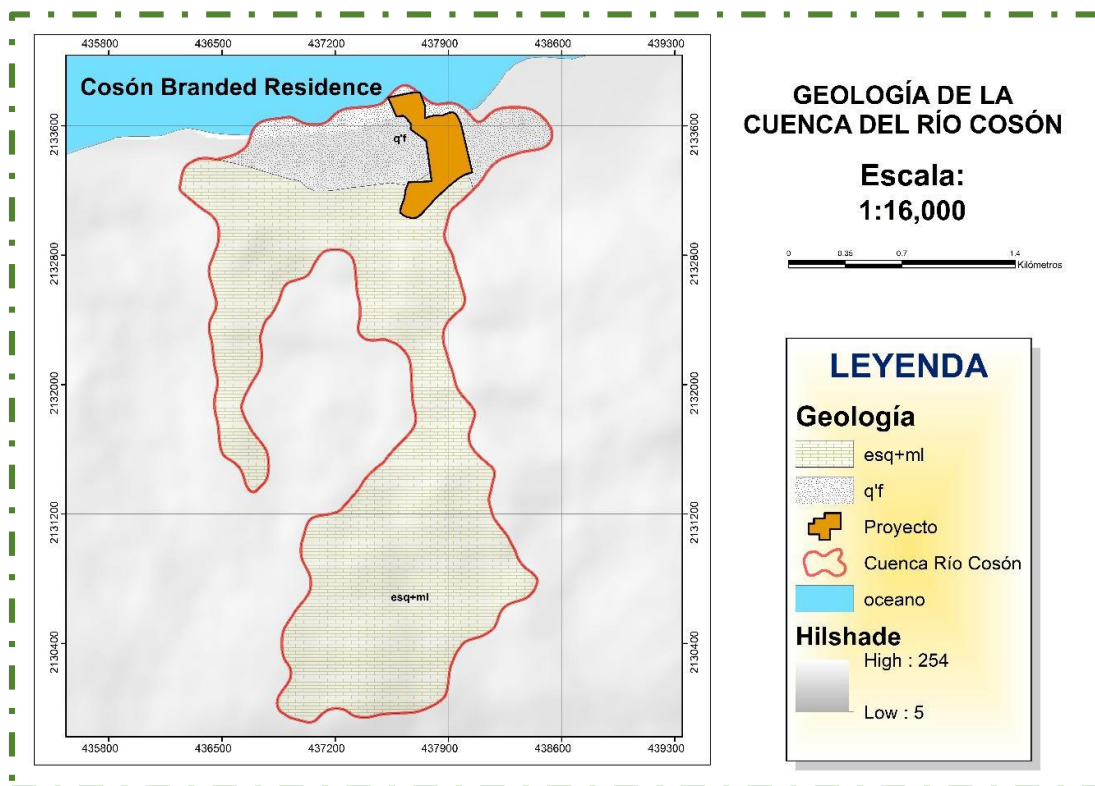 435800 436500 437200 437900 438600 439300
Cosón Branded Residence
2133600 2133600
q'f
2132800 2132800
2132000 2132000
2131200 2131200
esq+ml
2130400 2130400
435800 436500 437200 437900 438600 439300
GEOLOGÍA DE LA
CUENCA DEL RÍO COSÓN
Escala:
1:16,000
0 0.35 0.7 1.4
Kilómetros
LEYENDA
Geología
esq+ml
q'f
Proyecto
Cuenca Río Cosón
oceano
Hilshade
High : 254
Low : 5